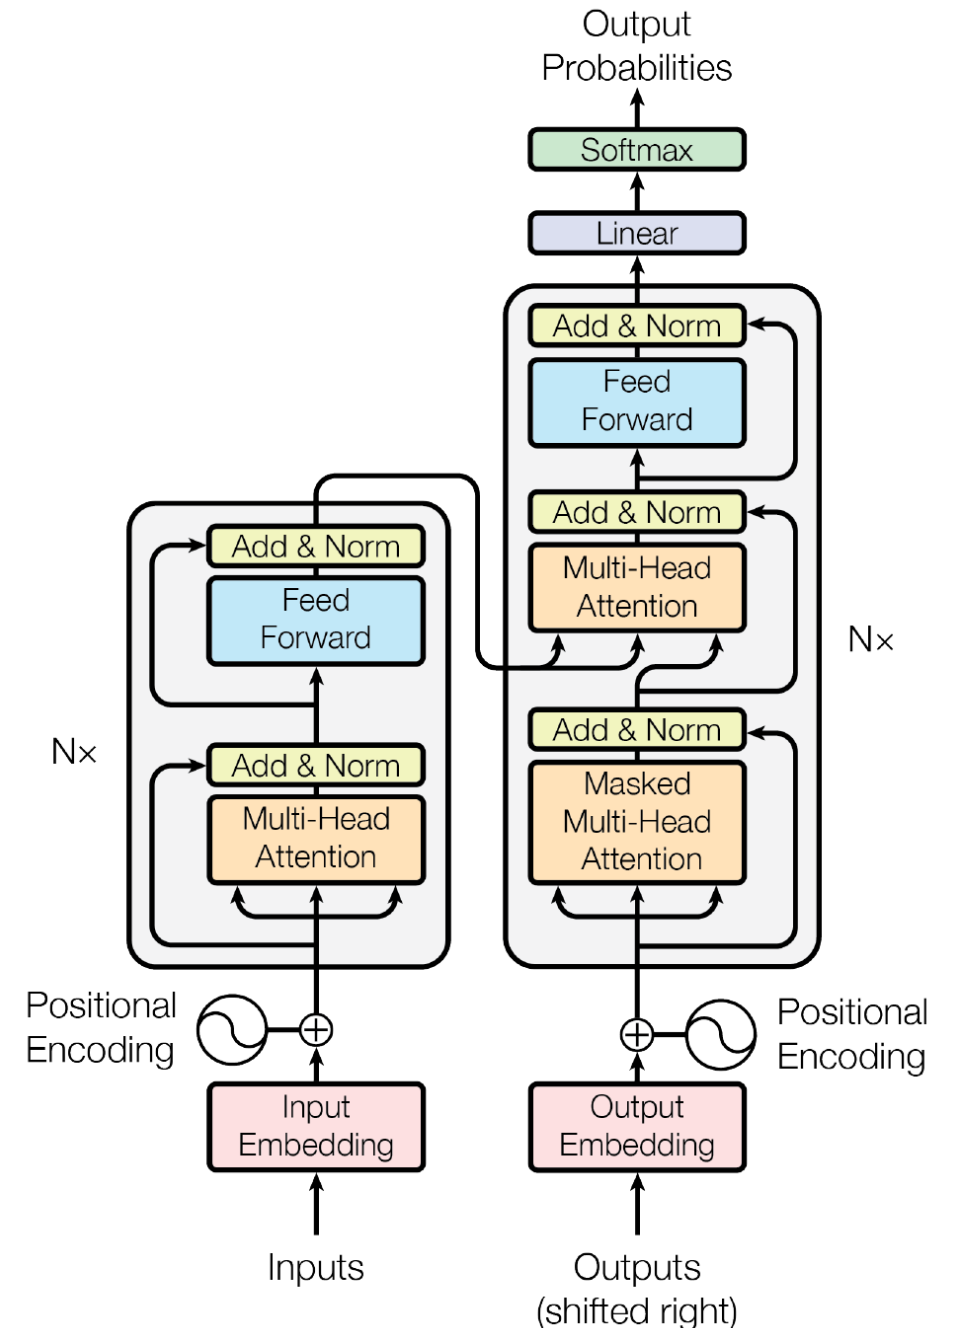 Output
Probabilities
Softmax
Linear
Add & Norm
Feed
Forward
Add & Norm
Multi-Head
Attention
Nx
Add & Norm
Masked
Multi-Head
Attention
Add & Norm
Feed
Forward
Nx
Add & Norm
Multi-Head
Attention
Positional
Encoding
Positional
Encoding
Input
Embedding
Output
Embedding
Inputs
Outputs
(shifted right)